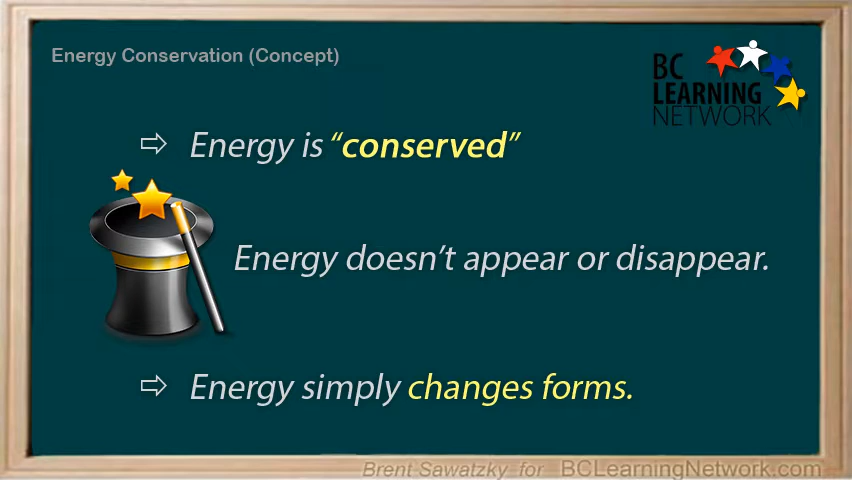 Energy Conservation (Concept)
BC
LEARNING
NETWORK
⇨ Energy is “conserved”
Energy doesn’t appear or disappear.
⇨ Energy simply changes forms.
Brent Sawatzky for BCLearningNetwork.com